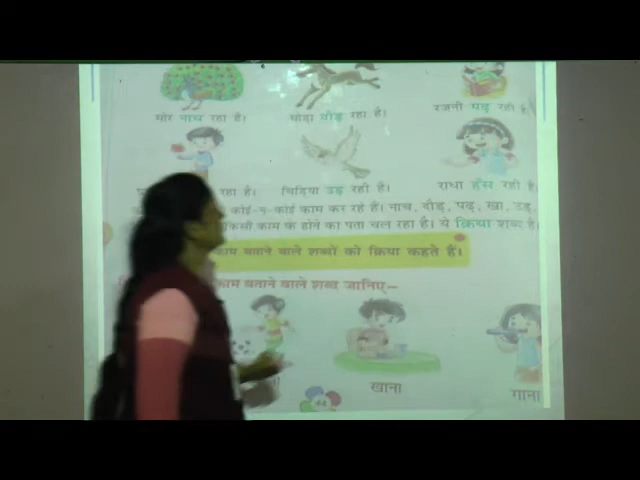 मोर नाच रहा है। घोड़ा दौड़ रहा है। रजनी पढ़ रही है
रहा है। चिड़िया उड़ रही है। राधा हँस रही है
कोई-न-कोई काम कर रहे हैं। नाच, दौड़, पढ़, खा, उड़,
किसी काम के होने का पता चल रहा है। ये क्रिया शब्द हैं
काम बताने वाले शब्दों को क्रिया कहते हैं।
काम बताने वाले शब्द जानिए–
खाना गाना
44